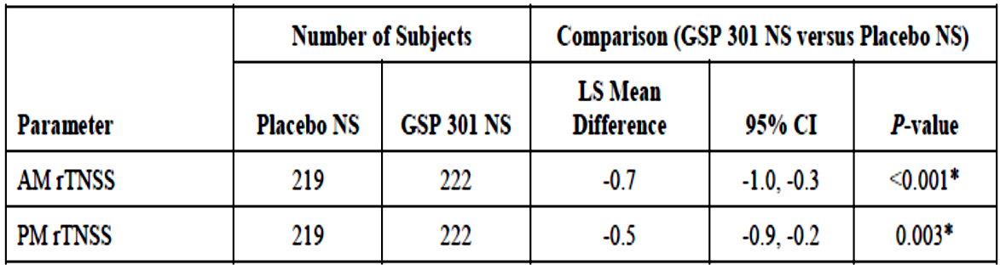 Number of Subjects Comparison (GSP 301 NS versus Placebo NS)
LS Mean
Parameter Placebo NS GSP 301 NS Difference 95% CI P-value
AM rTNSS 219 222 -0.7 -1.0, -0.3 <0.001*
PM rTNSS 219 222 -0.5 -0.9, -0.2 0.003*